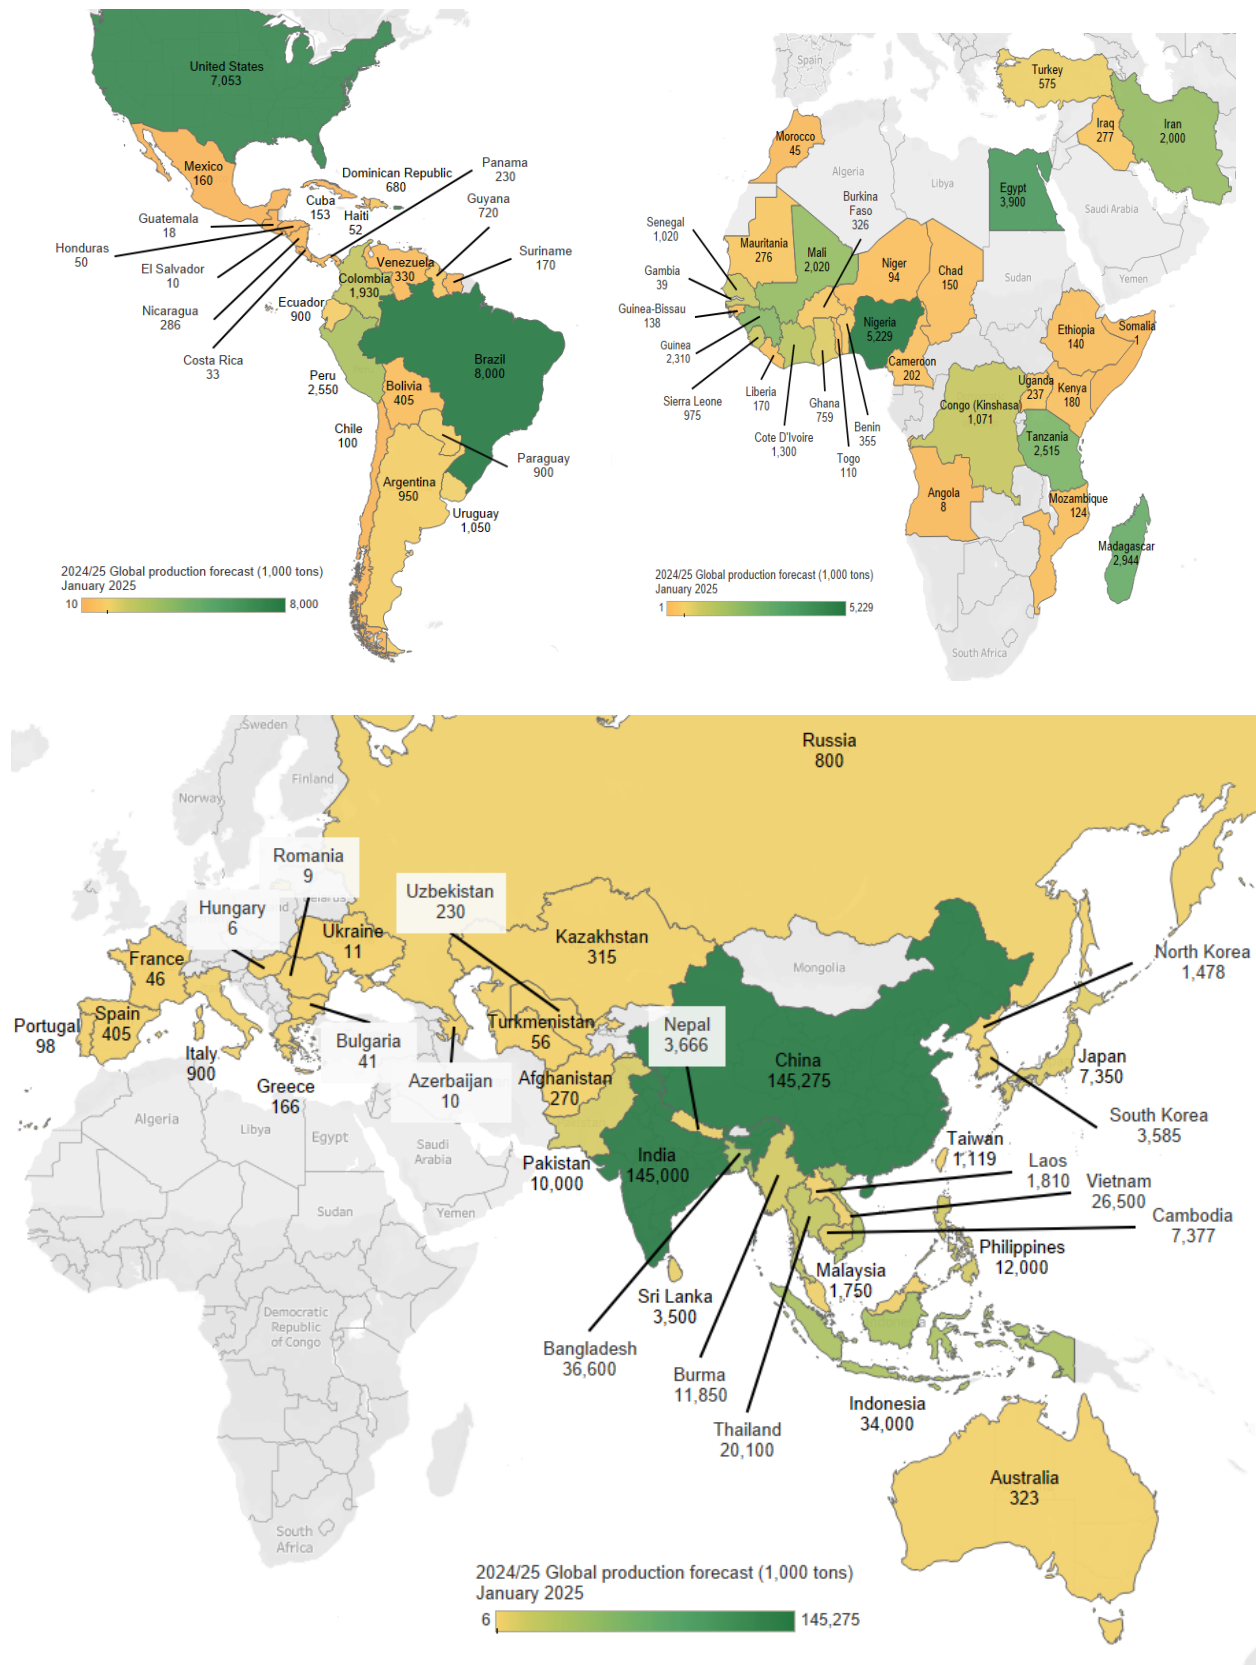 United States
7,053
Mexico
160
Dominican Republic
680
Panama
230
Cuba
153
Haiti
52
Guyana
720
Guatemala
18
Honduras
50
El Salvador
10
Nicaragua
286
Costa Rica
33
Venezuela
330
Suriname
170
Colombia
1,930
Ecuador
900
Peru
2,550
Brazil
8,000
Bolivia
405
Chile
100
Paraguay
900
Argentina
950
Uruguay
1,050
2024/25 Global production forecast (1,000 tons)
January 2025
10
8,000
Spain
Turkey
575
Iraq
277
Iran
2,000
Morocco
45
Algeria
Libya
Egypt
3,900
Saudi Arabia
Burkina
Faso
326
Senegal
1,020
Mauritania
276
Mali
2,020
Niger
94
Chad
150
Sudan
Yemen
Gambia
39
Guinea-Bissau
138
Guinea
2,310
Nigeria
5,229
Ethiopia
140
Somalia
1
Cameroon
202
Sierra Leone
975
Liberia
170
Cote D'Ivoire
1,300
Ghana
759
Togo
110
Benin
355
Congo (Kinshasa)
1,071
Uganda
237
Kenya
180
Tanzania
2,515
Angola
8
Mozambique
124
Madagascar
2,944
South Africa
2024/25 Global production forecast (1,000 tons)
January 2025
1
5,229
Sweden
Finland
Norway
Russia
800
Romania
9
Belarus
Hungary
6
Uzbekistan
230
Ukraine
11
France
46
Kazakhstan
315
Mongolia
North Korea
1,478
Portugal
98
Spain
405
Italy
900
Greece
166
Bulgaria
41
Azerbaijan
10
Turkmenistan
56
Afghanistan
270
Nepal
3,666
China
145,275
Japan
7,350
South Korea
3,585
Algeria
Libya
Egypt
Saudi
Arabia
Sudan
Yemen
Pakistan
10,000
India
145,000
Taiwan
1,119
Laos
1,810
Vietnam
26,500
Cambodia
7,377
Philippines
12,000
Malaysia
1,750
Sri Lanka
3,500
Bangladesh
36,600
Burma
11,850
Thailand
20,100
Indonesia
34,000
Democratic
Republic
of Congo
South
Africa
Australia
323
2024/25 Global production forecast (1,000 tons)
January 2025
6
145,275